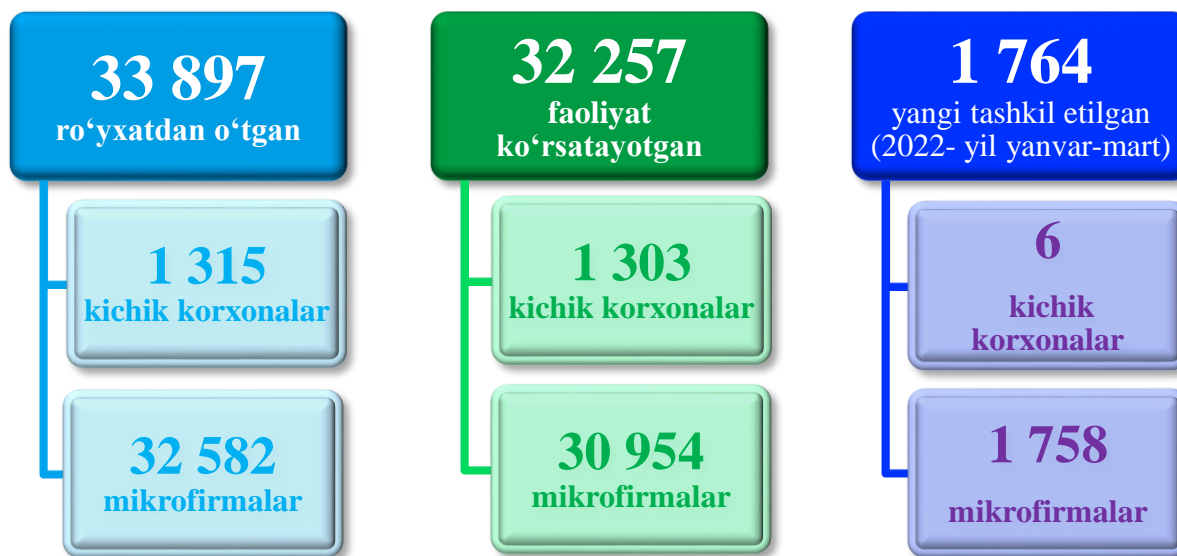 33 897
ro‘yxatdan o‘tgan
1 315
kichik korxonalar
32 582
mikrofirmalar
32 257
faoliyat
ko‘rsatayotgan
1 303
kichik korxonalar
30 954
mikrofirmalar
1 764
yangi tashkil etilgan
(2022- yil yanvar-mart)
6
kichik
korxonalar
1 758
mikrofirmalar